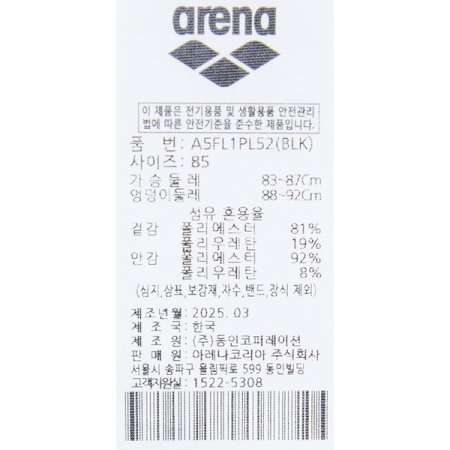 arena
이 제품은 전기용품 및 생활용품 안전관리
법에 따른 안전기준을 준수한 제품입니다.
품 번: A5FL1PL52(BLK)
사이즈: 85
가슴둘레 83~87Cm
엉덩이둘레 88~92Cm
섬유 혼용율
겉감 폴리에스터 81%
폴리우레탄 19%
안감 폴리에스터 92%
폴리우레탄 8%
(심지,상표,보강재,자수,밴드,장식 제외)
제조년월: 2025. 03
제 조 국: 한국
제 조 원: (주)동인코퍼레이션
판 매 원: 아레나코리아 주식회사
서울시 송파구 올림픽로 599 동인빌딩
고객지원실: 1522-5308